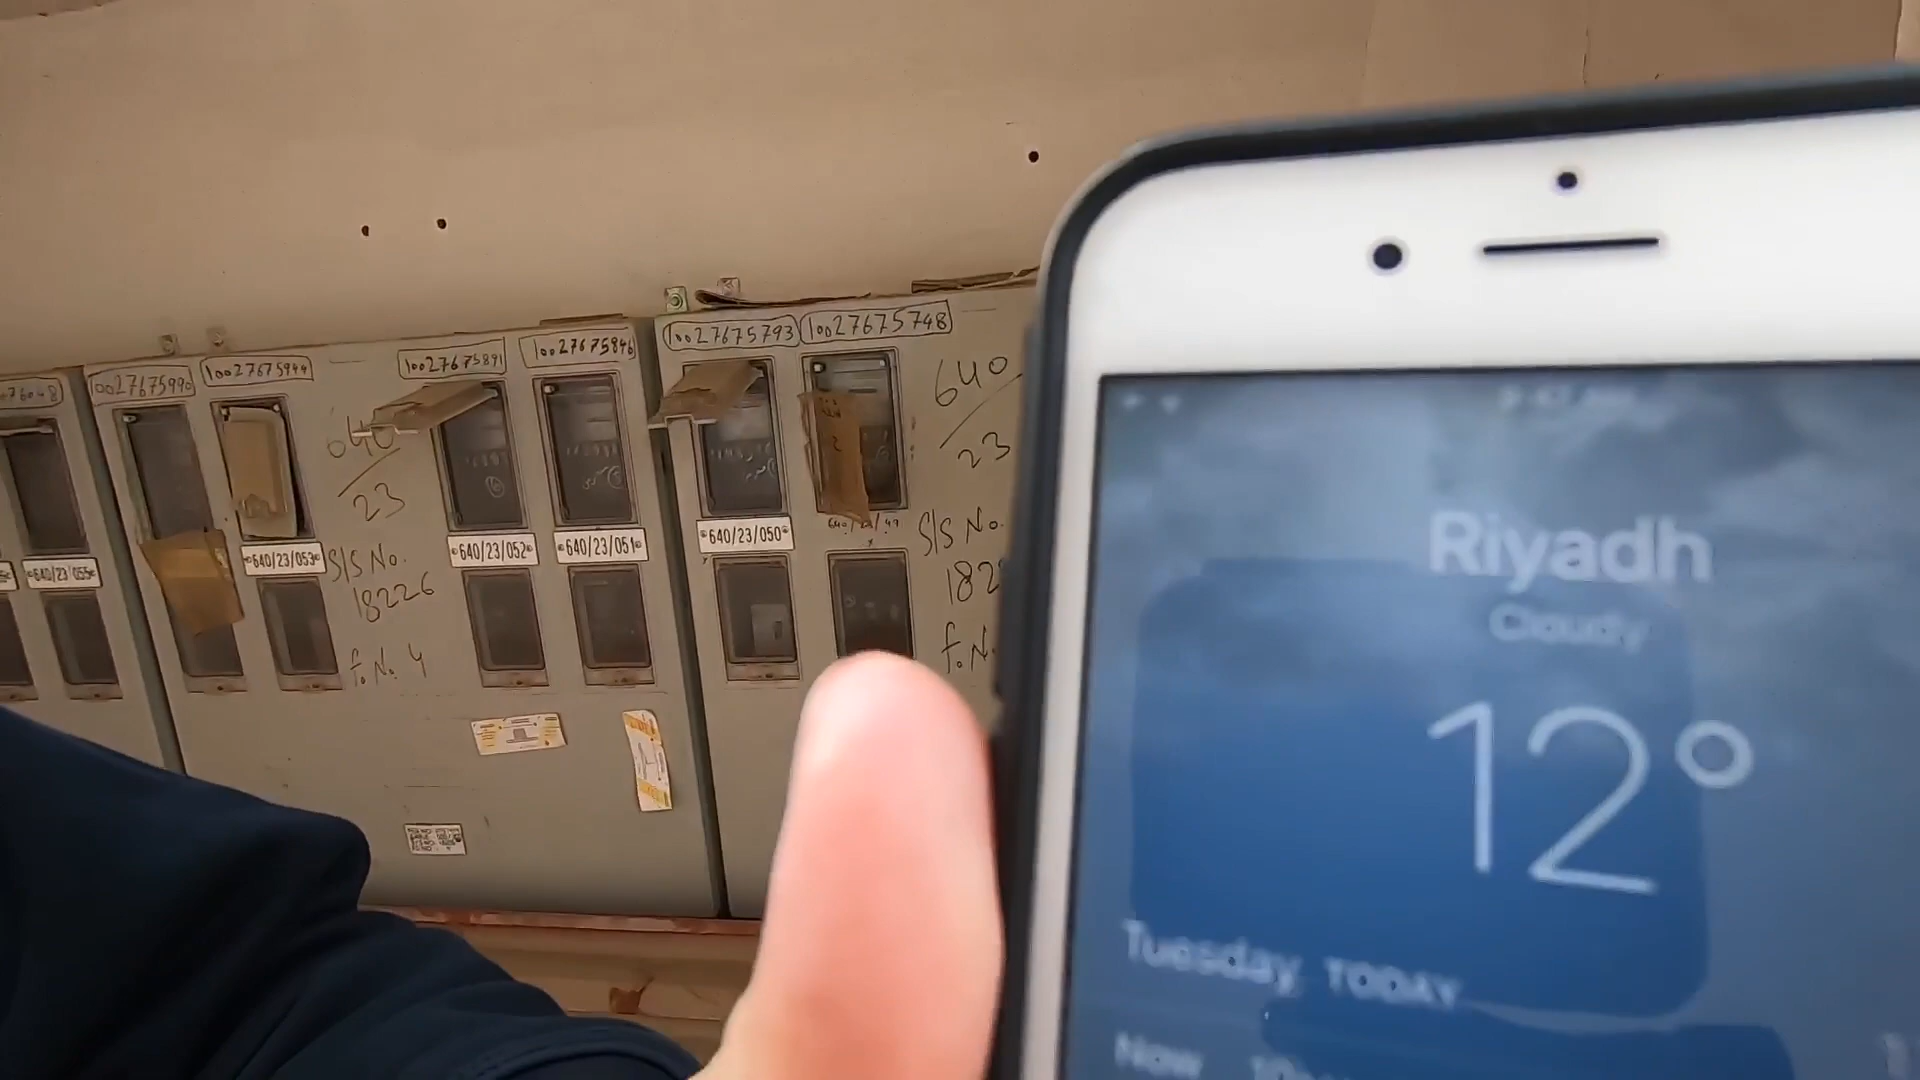 10027675990
10027675944
10027675891
10027675846
10027675793
10027675748
640
23
640
23
640/23/055
640/23/053
640/23/052
640/23/051
640/23/050
S/S No.
18226
f. No. 4
S/S No.
f. N.
Riyadh
Cloudy
12°
Tuesday TODAY
Now